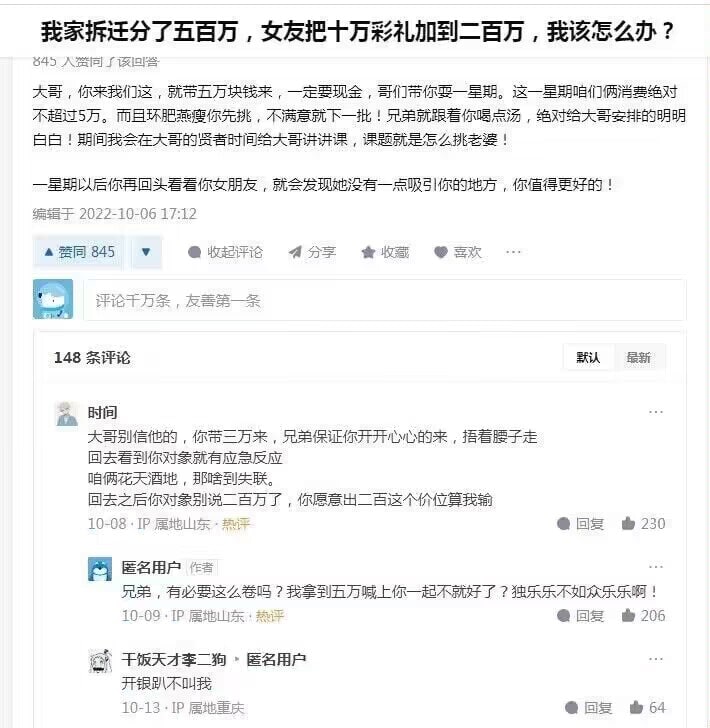 我家拆迁分了五百万，女友把十万彩礼加到二百万，我该怎么办？
845 人赞同了该回答
大哥，你来我们这，就带五万块钱来，一定要现金，哥们带你耍一星期。这一星期咱们俩消费绝对
不超过5万。而且环肥燕瘦你先挑，不满意就下一批！兄弟就跟着你喝点汤，绝对给大哥安排的明明
白白！期间我会在大哥的贤者时间给大哥讲讲课，课题就是怎么挑老婆！
一星期以后你再回头看看你女朋友，就会发现她没有一点吸引你的地方，你值得更好的！
编辑于 2022-10-06 17:12
赞同 845 收起评论 分享 收藏 喜欢 ···
评论千万条，友善第一条
148 条评论 默认 最新
时间 ···
大哥别信他的，你带三万来，兄弟保证你开开心心的来，捂着腰子走
回去看到你对象就有应急反应
咱俩花天酒地，那啥到失联。
回去之后你对象别说二百万了，你愿意出二百这个价位算我输
10-08 · IP 属地山东 · 热评 回复 230
匿名用户 作者 ···
兄弟，有必要这么卷吗？我拿到五万喊上你一起不就好了？独乐乐不如众乐乐啊！
10-09 · IP 属地山东 · 热评 回复 206
干饭天才李二狗 ▸ 匿名用户 ···
开银趴不叫我
10-13 · IP 属地重庆 回复 64